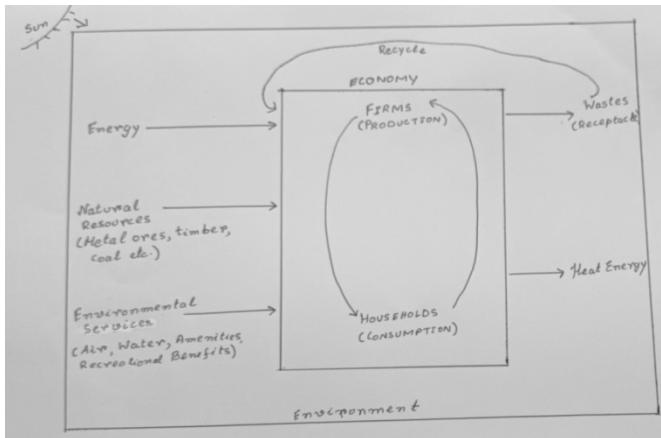 Sun
Recycle
ECONOMY
FIRMS
(PRODUCTION)
Wastes
(Receptacle)
Energy
Natural
Resources
(Metal ores, timber,
coal etc.)
Heat Energy
Environmental
Services
(Air, Water, Amenities,
Recreational Benefits)
HOUSEHOLDS
(CONSUMPTION)
Environment